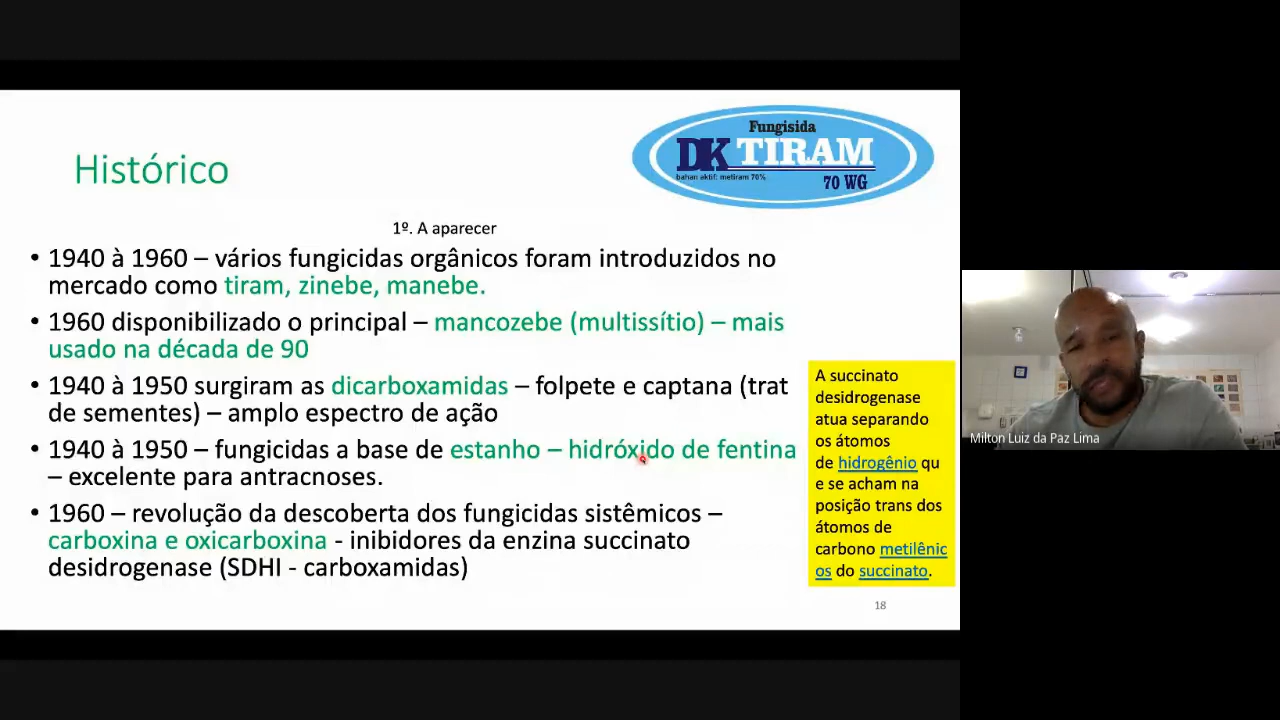 Histórico
Fungisida
DK TIRAM
bahan aktif: metiram 70%
70 WG
1º. A aparecer
• 1940 à 1960 – vários fungicidas orgânicos foram introduzidos no
mercado como tiram, zinebe, manebe.
• 1960 disponibilizado o principal – mancozebe (multissítio) – mais
usado na década de 90
• 1940 à 1950 surgiram as dicarboxamidas – folpete e captana (trat
de sementes) – amplo espectro de ação
• 1940 à 1950 – fungicidas a base de estanho – hidróxido de fentina
– excelente para antracnoses.
• 1960 – revolução da descoberta dos fungicidas sistêmicos –
carboxina e oxicarboxina - inibidores da enzina succinato
desidrogenase (SDHI - carboxamidas)
A succinato
desidrogenase
atua separando
os átomos
de hidrogênio qu
e se acham na
posição trans dos
átomos de
carbono metilênic
os do succinato.
18
Milton Luiz da Paz Lima